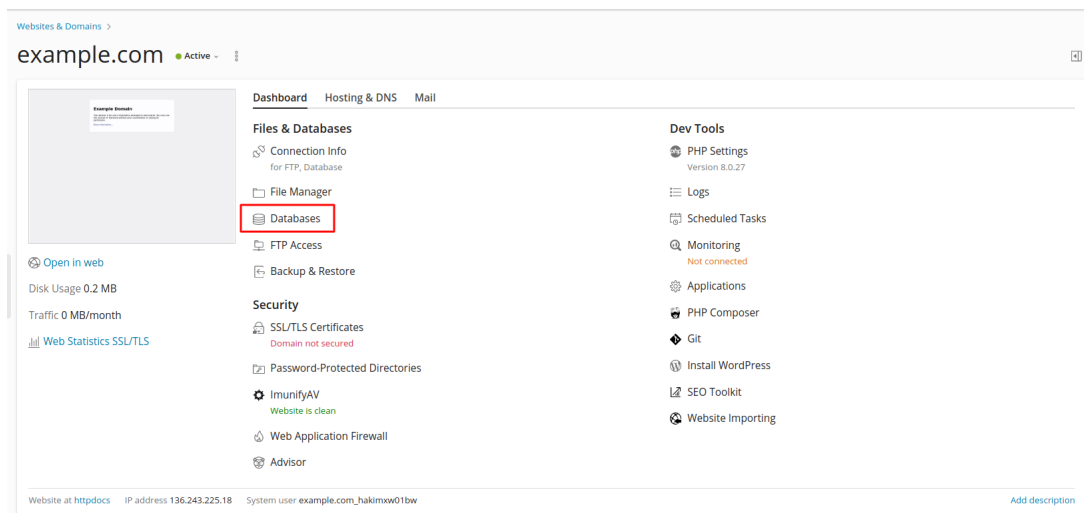 Websites & Domains >
example.com Active
Example Domain
Open in web
Disk Usage 0.2 MB
Traffic 0 MB/month
Web Statistics SSL/TLS
Dashboard Hosting & DNS Mail
Files & Databases
Connection Info
for FTP, Database
File Manager
Databases
FTP Access
Backup & Restore
Security
SSL/TLS Certificates
Domain not secured
Password-Protected Directories
ImunifyAV
Website is clean
Web Application Firewall
Advisor
Dev Tools
php
PHP Settings
Version 8.0.27
Logs
Scheduled Tasks
Monitoring
Not connected
Applications
PHP Composer
Git
Install WordPress
SEO Toolkit
Website Importing
Website at httpdocs IP address 136.243.225.18 System user example.com_hakimxw01bw Add description